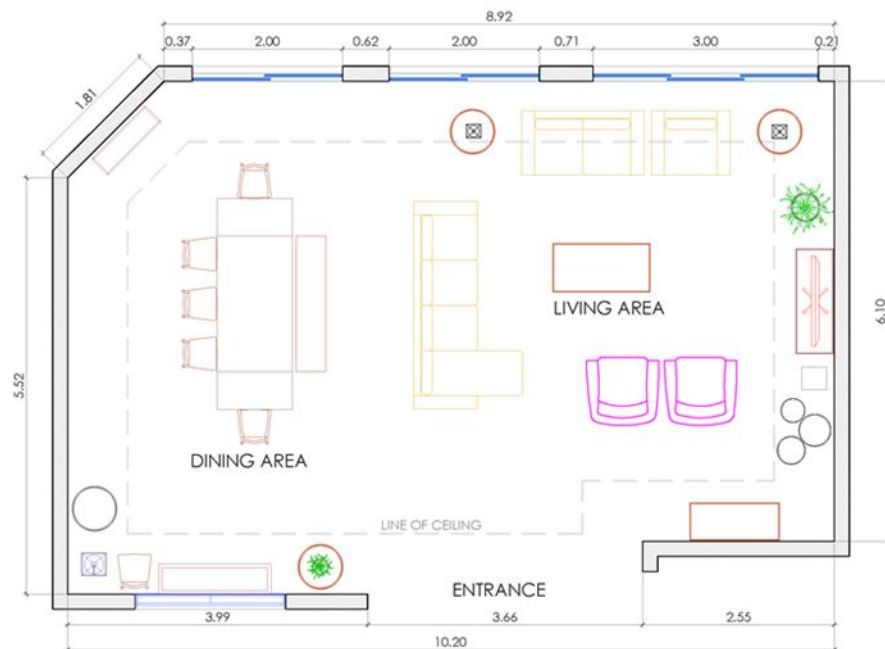 8.92
0.37 2.00 0.62 2.00 0.71 3.00 0.21
1.81
LIVING AREA
6.10
5.52
DINING AREA
LINE OF CEILING
ENTRANCE
3.99 3.66 2.55
10.20